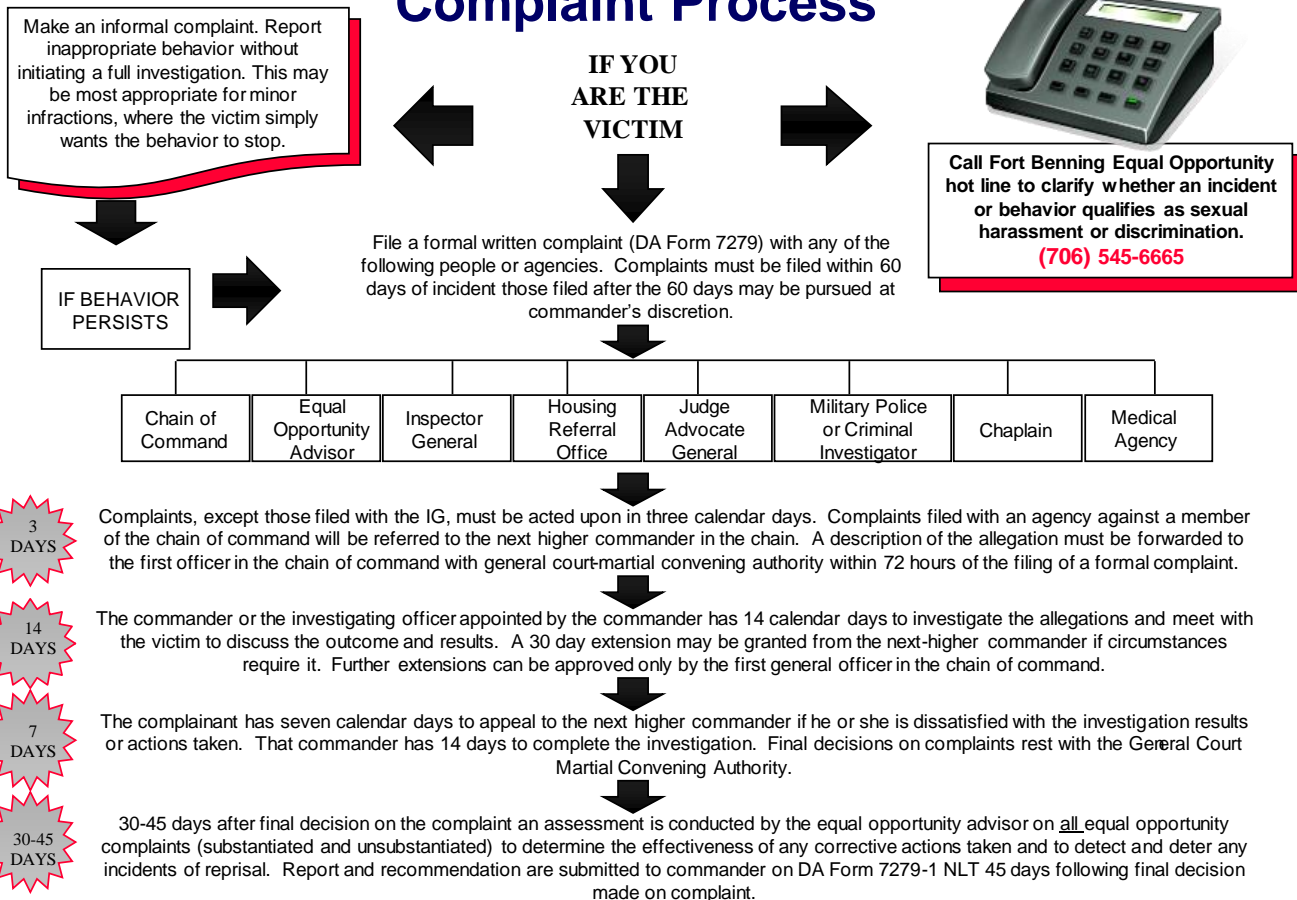 Complaint Process
Make an informal complaint. Report
inappropriate behavior without
initiating a full investigation. This may
be most appropriate for minor
infractions, where the victim simply
wants the behavior to stop.
IF YOU
ARE THE
VICTIM
Call Fort Benning Equal Opportunity
hot line to clarify whether an incident
or behavior qualifies as sexual
harassment or discrimination.
(706) 545-6665
IF BEHAVIOR
PERSISTS
File a formal written complaint (DA Form 7279) with any of the
following people or agencies. Complaints must be filed within 60
days of incident those filed after the 60 days may be pursued at
commander's discretion.
Chain of
Command
Equal
Opportunity
Advisor
Inspector
General
Housing
Referral
Office
Judge
Advocate
General
Military Police
or Criminal
Investigator
Chaplain
Medical
Agency
3
DAYS
Complaints, except those filed with the IG, must be acted upon in three calendar days. Complaints filed with an agency against a member
of the chain of command will be referred to the next higher commander in the chain. A description of the allegation must be forwarded to
the first officer in the chain of command with general court-martial convening authority within 72 hours of the filing of a formal complaint.
14
DAYS
The commander or the investigating officer appointed by the commander has 14 calendar days to investigate the allegations and meet with
the victim to discuss the outcome and results. A 30 day extension may be granted from the next-higher commander if circumstances
require it. Further extensions can be approved only by the first general officer in the chain of command.
7
DAYS
The complainant has seven calendar days to appeal to the next higher commander if he or she is dissatisfied with the investigation results
or actions taken. That commander has 14 days to complete the investigation. Final decisions on complaints rest with the General Court
Martial Convening Authority.
30-45
DAYS
30-45 days after final decision on the complaint an assessment is conducted by the equal opportunity advisor on all equal opportunity
complaints (substantiated and unsubstantiated) to determine the effectiveness of any corrective actions taken and to detect and deter any
incidents of reprisal. Report and recommendation are submitted to commander on DA Form 7279-1 NLT 45 days following final decision
made on complaint.